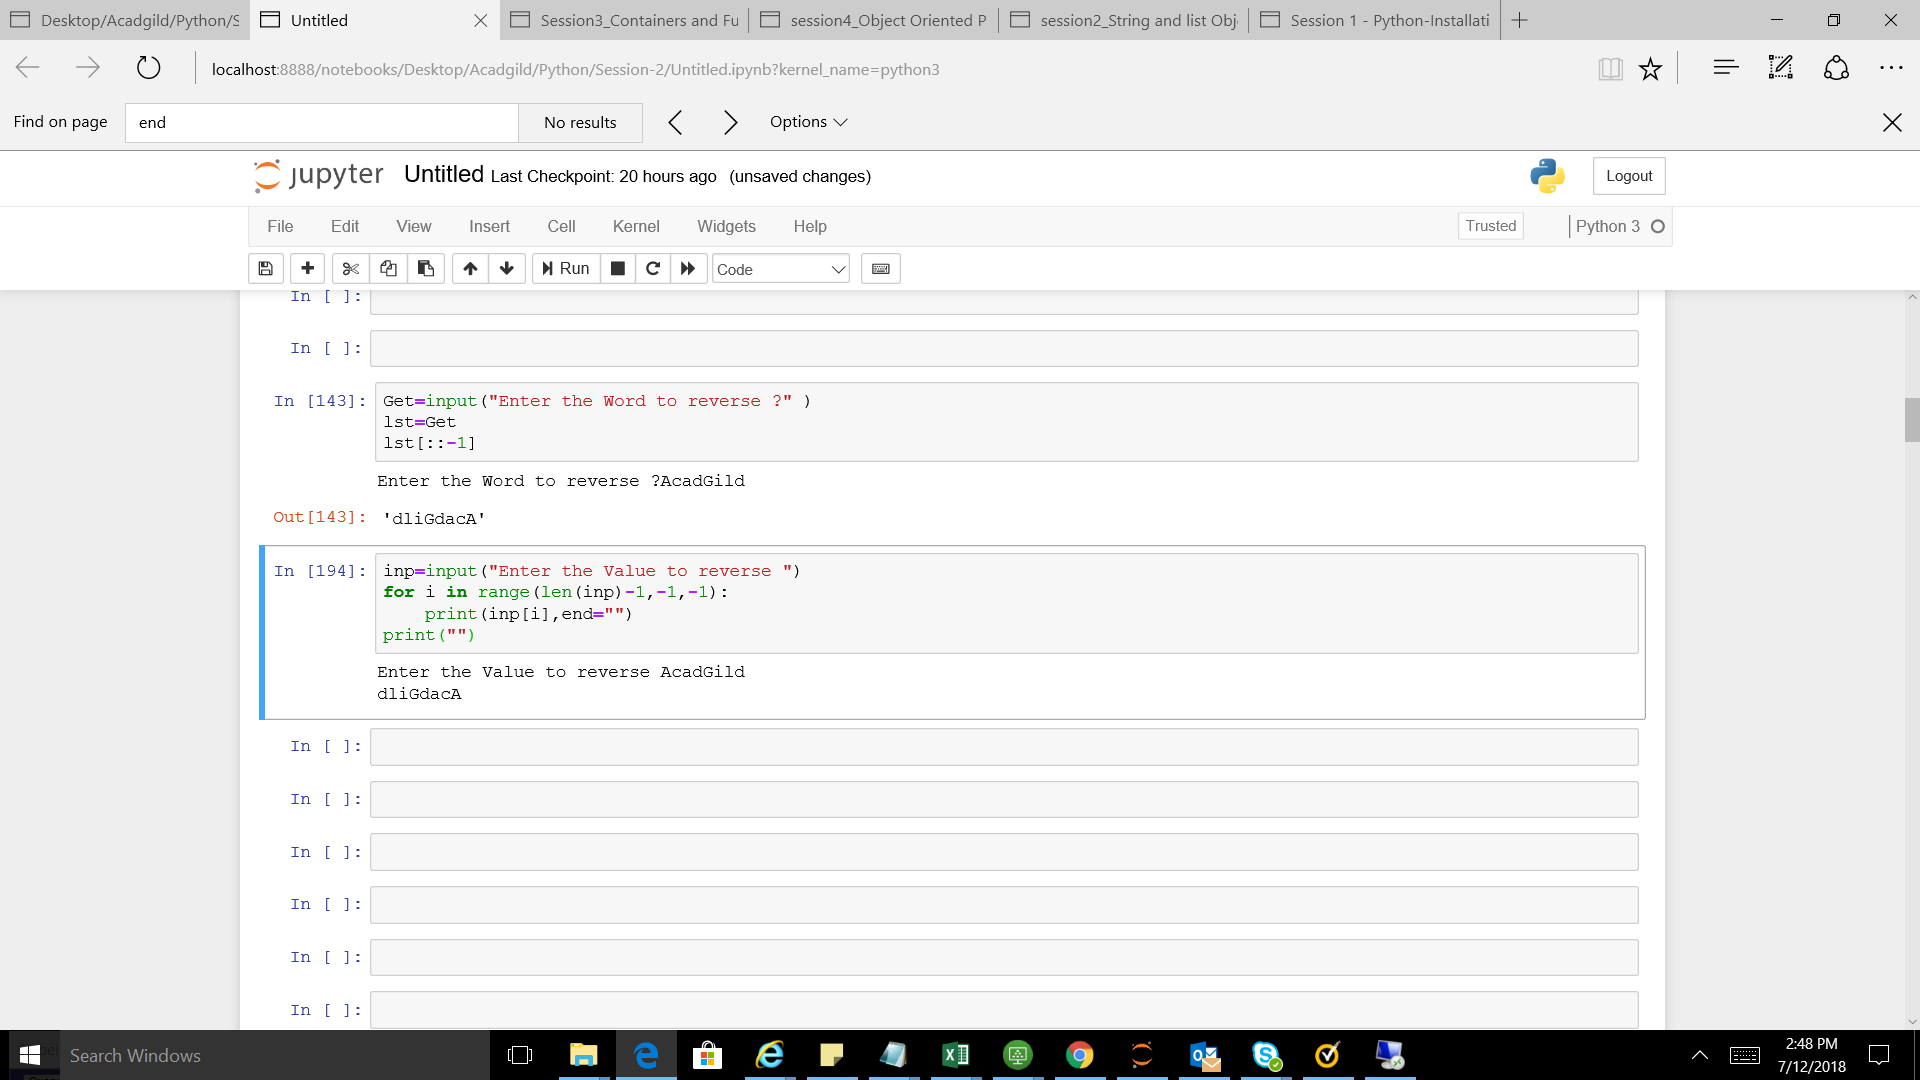 Desktop/Acadgild/Python/S
Untitled
Session3_Containers and Fu
session4_Object Oriented P
session2_String and list Obj
Session 1 - Python-Installati
localhost:8888/notebooks/Desktop/Acadgild/Python/Session-2/Untitled.ipynb?kernel_name=python3
Find on page
end
No results
Options
jupyter
Untitled Last Checkpoint: 20 hours ago (unsaved changes)
Logout
File Edit View Insert Cell Kernel Widgets Help
Trusted
Python 3
Run
Code
In [ ]:
In [ ]:
In [143]: Get=input("Enter the Word to reverse ?" )
lst=Get
lst[::-1]
Enter the Word to reverse ?AcadGild
Out[143]: 'dliGdacA'
In [194]: inp=input("Enter the Value to reverse ")
for i in range(len(inp)-1,-1,-1):
    print(inp[i],end="")
print("")
Enter the Value to reverse AcadGild
dliGdacA
In [ ]:
In [ ]:
In [ ]:
In [ ]:
In [ ]:
In [ ]:
Search Windows
2:48 PM
7/12/2018